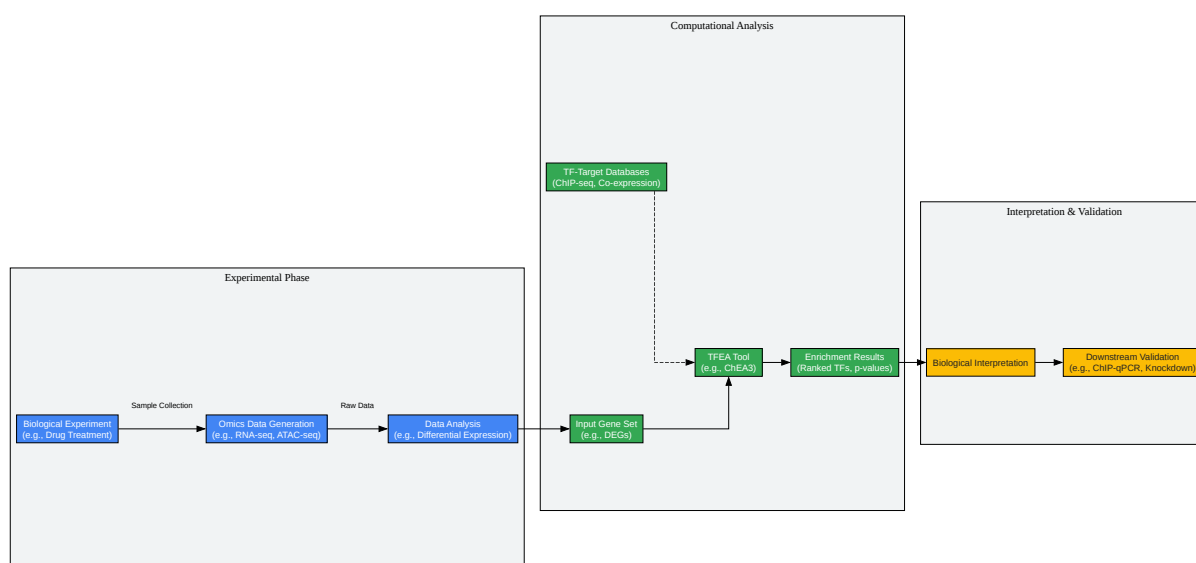 Experimental Phase
Biological Experiment
(e.g., Drug Treatment)
Sample Collection
Omics Data Generation
(e.g., RNA-seq, ATAC-seq)
Raw Data
Data Analysis
(e.g., Differential Expression)
Computational Analysis
TF-Target Databases
(ChIP-seq, Co-expression)
Input Gene Set
(e.g., DEGs)
TFEA Tool
(e.g., ChEA3)
Enrichment Results
(Ranked TFs, p-values)
Interpretation & Validation
Biological Interpretation
Downstream Validation
(e.g., ChIP-qPCR, Knockdown)